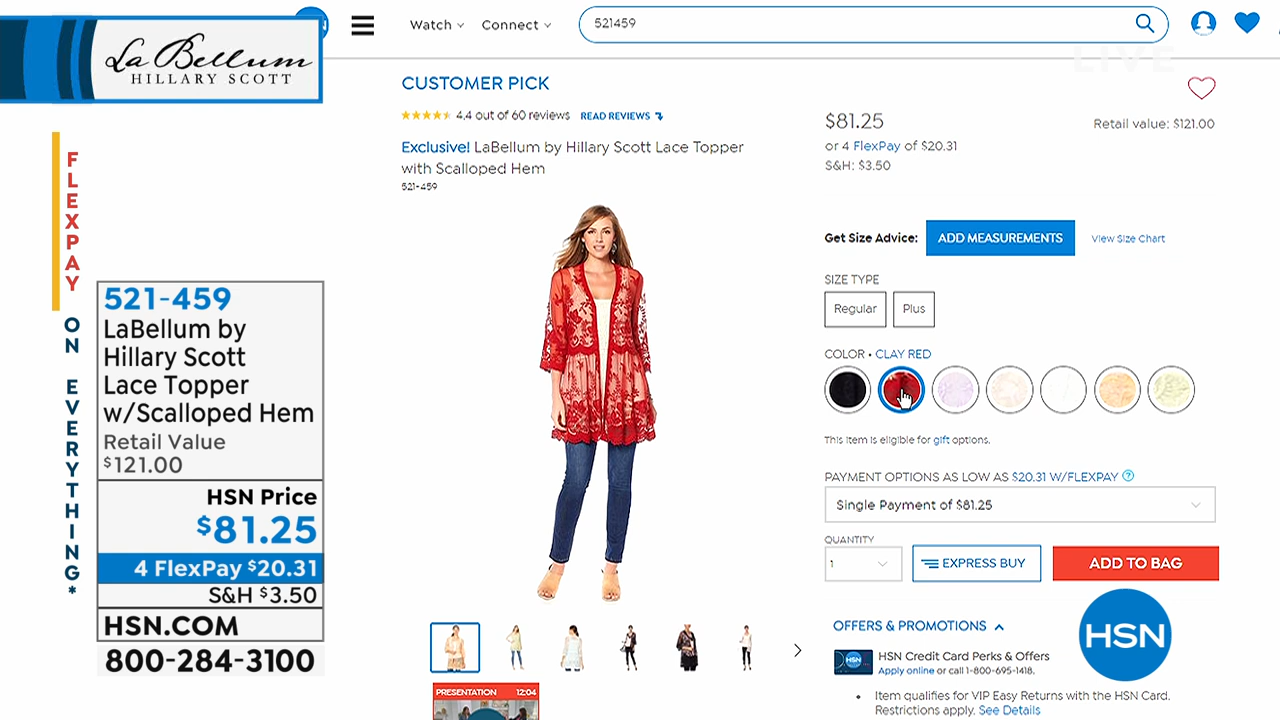 La Bellum
HILLARY SCOTT
FLEXPAY ON EVERYTHING*
521-459
LaBellum by
Hillary Scott
Lace Topper
w/Scalloped Hem
Retail Value
$121.00
HSN Price
$81.25
4 FlexPay $20.31
S&H $3.50
HSN.COM
800-284-3100
Watch
Connect
521459
LIVE
CUSTOMER PICK
4.4 out of 60 reviews READ REVIEWS
Exclusive! LaBellum by Hillary Scott Lace Topper
with Scalloped Hem
521-459
$81.25
Retail value: $121.00
or 4 FlexPay of $20.31
S&H: $3.50
Get Size Advice: ADD MEASUREMENTS View Size Chart
SIZE TYPE
Regular Plus
COLOR • CLAY RED
This item is eligible for gift options.
PAYMENT OPTIONS AS LOW AS $20.31 W/FLEXPAY ?
Single Payment of $81.25
QUANTITY
1
EXPRESS BUY
ADD TO BAG
OFFERS & PROMOTIONS
HSN
HSN Credit Card Perks & Offers
Apply online or call 1-800-695-1418.
• Item qualifies for VIP Easy Returns with the HSN Card.
Restrictions apply. See Details
PRESENTATION 12:04